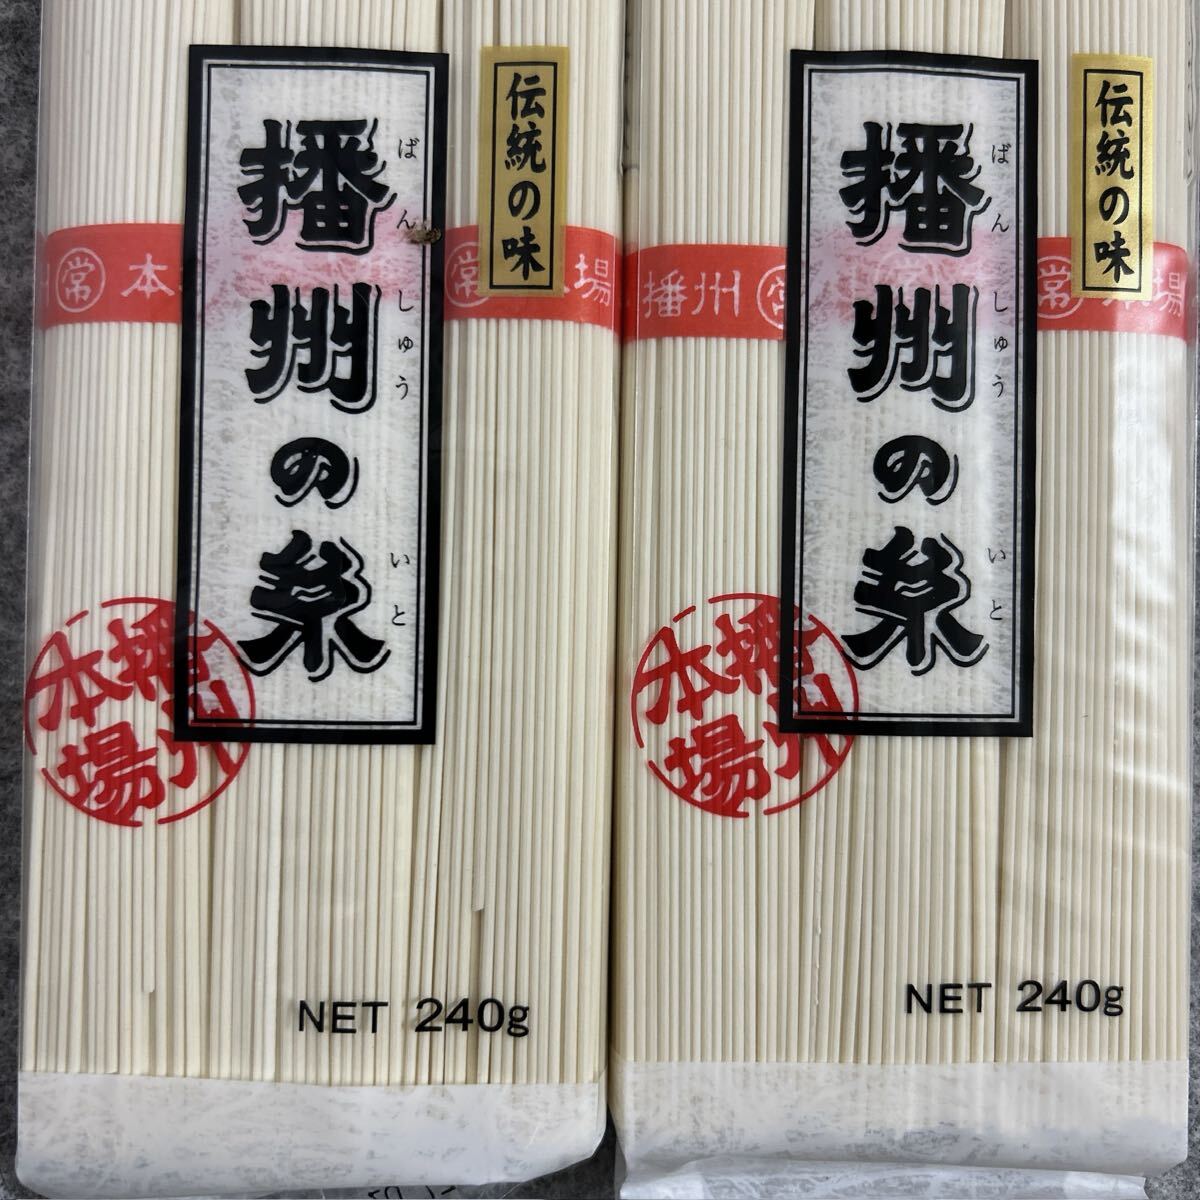 伝統の味
播州の糸
ばんしゅう
いと
常 本
常 場
播州
本場
NET 240g
伝統の味
播州の糸
ばんしゅう
いと
播州 常
常 場
播州
本場
NET 240g